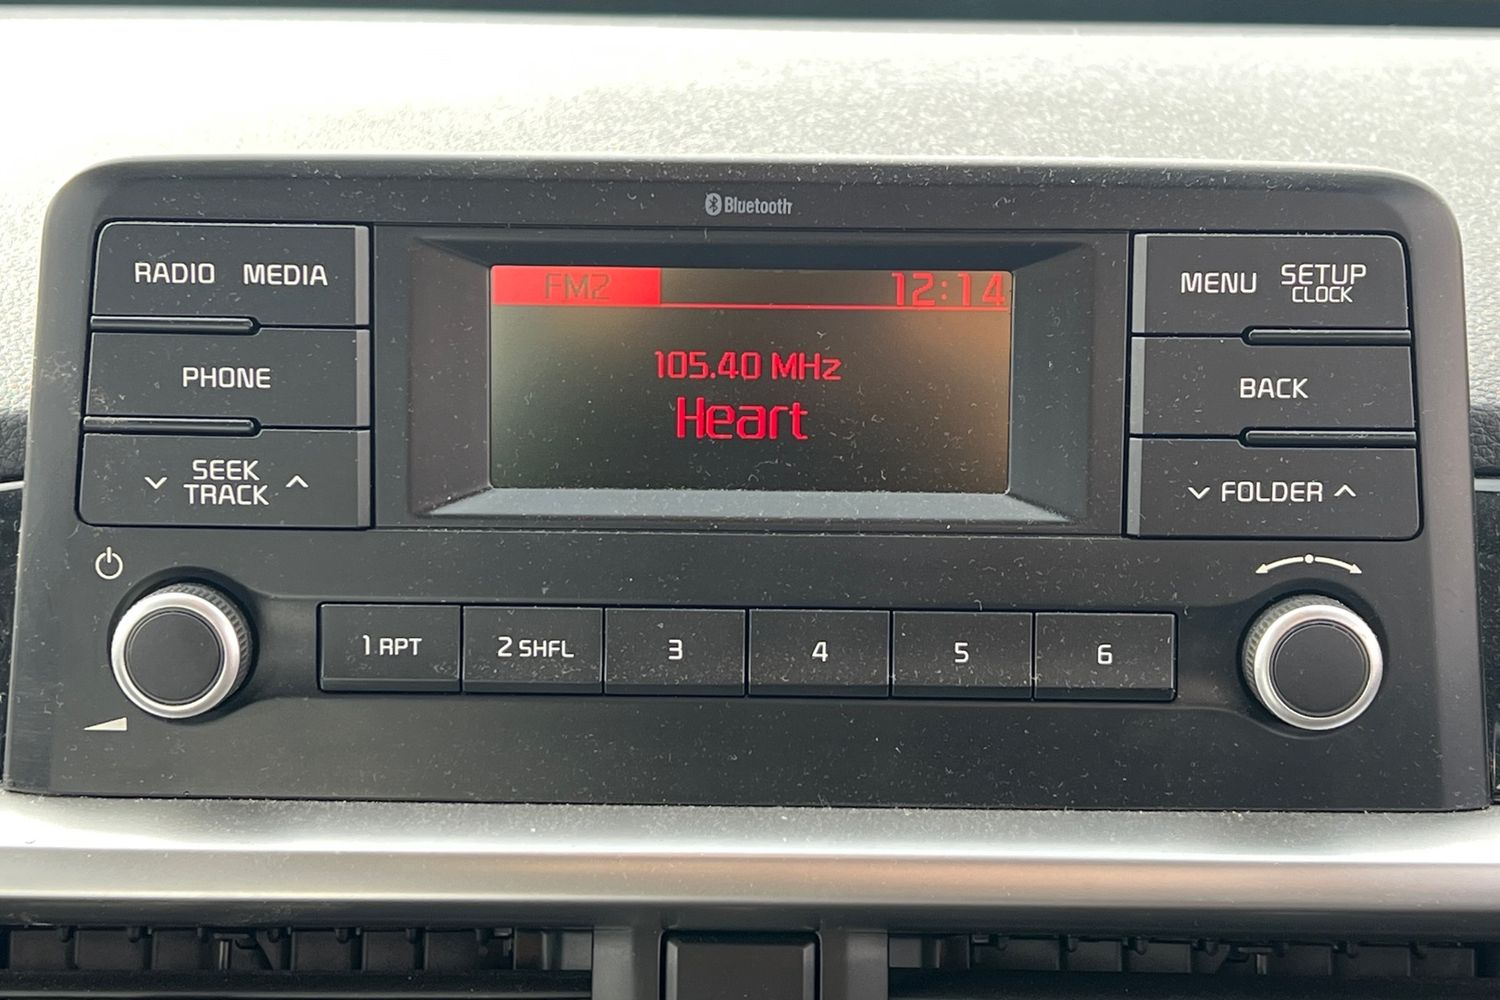 Bluetooth
RADIO MEDIA
PHONE
SEEK
TRACK
FM2 12:14
105.40 MHz
Heart
MENU SETUP
CLOCK
BACK
FOLDER
1 RPT 2 SHFL 3 4 5 6